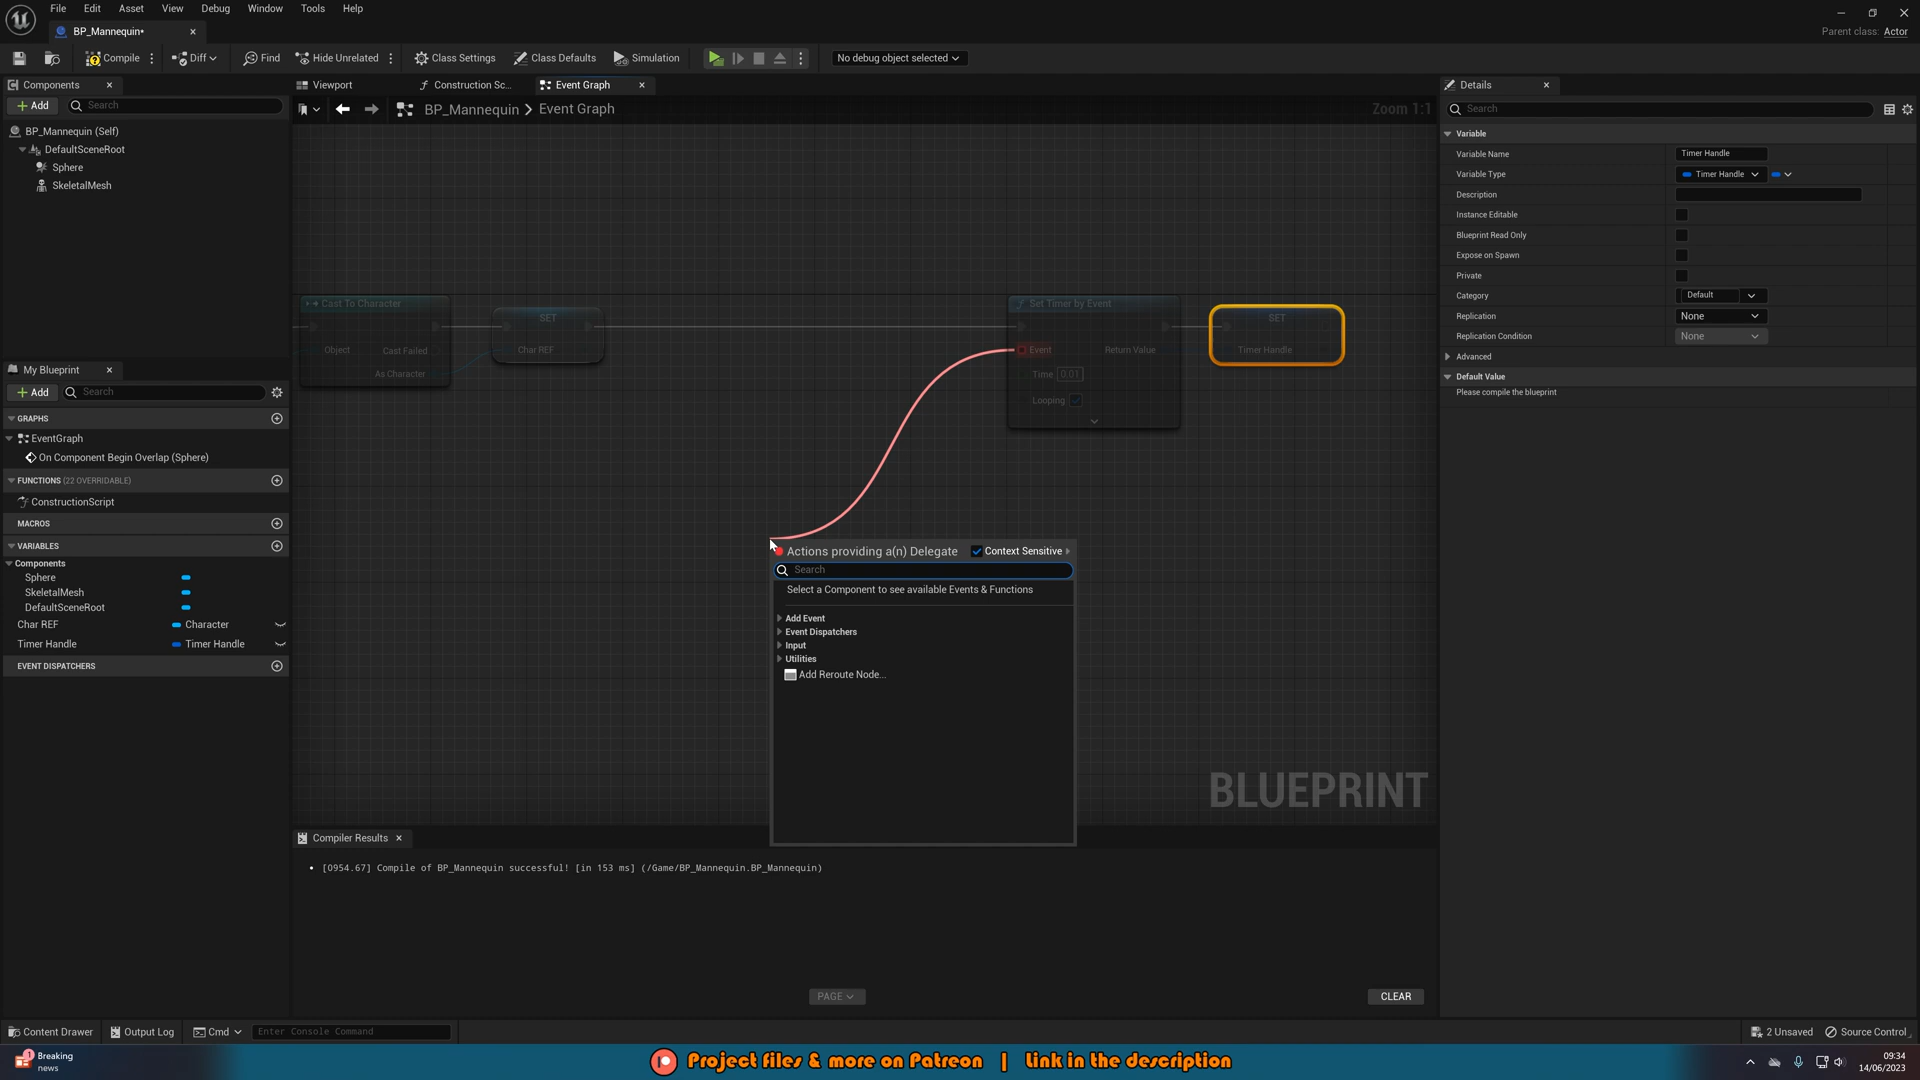 File Edit Asset View Debug Window Tools Help
BP_Mannequin*
Parent class: Actor
Compile Diff Find Hide Unrelated Class Settings Class Defaults Simulation No debug object selected
Components
Viewport Construction Sc... Event Graph
Details
Add Search
BP_Mannequin > Event Graph
Zoom 1:1
Search
BP_Mannequin (Self)
DefaultSceneRoot
Sphere
SkeletalMesh
Variable
Variable Name Timer Handle
Variable Type Timer Handle
Description
Instance Editable
Blueprint Read Only
Expose on Spawn
Private
Category Default
Replication None
Replication Condition None
Advanced
Default Value
Please compile the blueprint
Cast To Character
Object Cast Failed
As Character
SET
Char REF
Set Timer by Event
Event Return Value
Time 0.01
Looping
SET
Timer Handle
My Blueprint
Add Search
GRAPHS
EventGraph
On Component Begin Overlap (Sphere)
FUNCTIONS (22 OVERRIDABLE)
ConstructionScript
MACROS
VARIABLES
Components
Sphere
SkeletalMesh
DefaultSceneRoot
Char REF Character
Timer Handle Timer Handle
EVENT DISPATCHERS
Actions providing a(n) Delegate Context Sensitive
Search
Select a Component to see available Events & Functions
Add Event
Event Dispatchers
Input
Utilities
Add Reroute Node...
BLUEPRINT
Compiler Results
[0954.67] Compile of BP_Mannequin successful! [in 153 ms] (/Game/BP_Mannequin.BP_Mannequin)
PAGE
CLEAR
Content Drawer Output Log Cmd Enter Console Command
2 Unsaved Source Control
1 Breaking
news
Project files & more on Patreon | Link in the description
09:34
14/06/2023